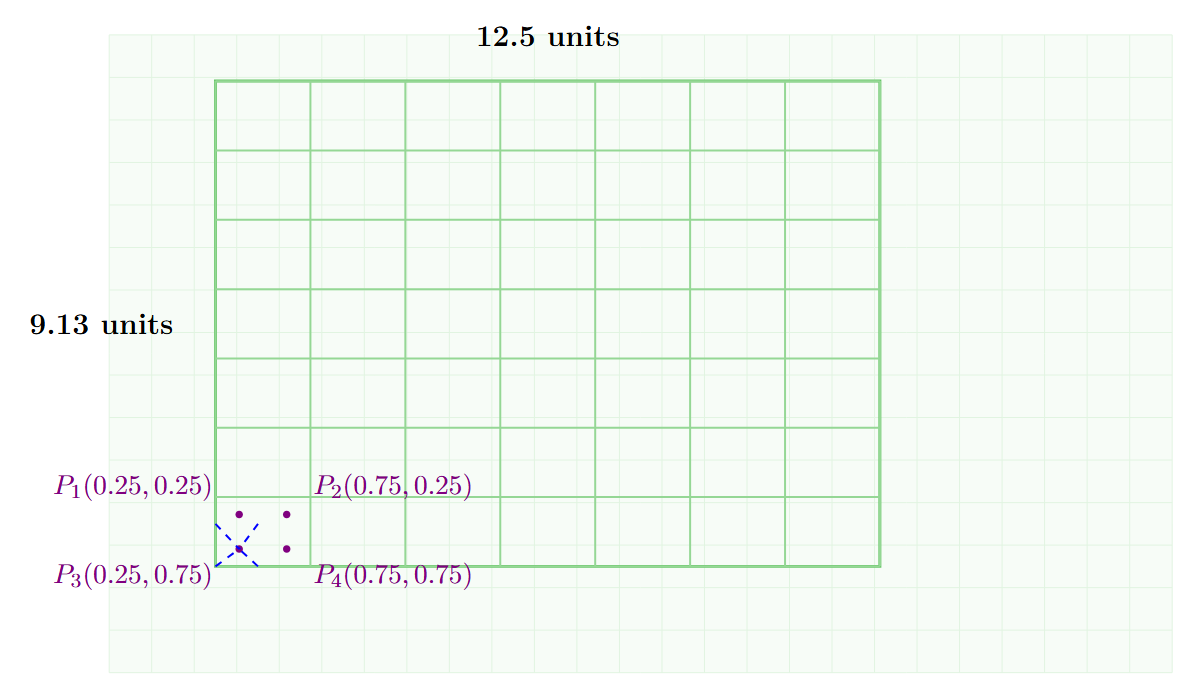 12.5 units
9.13 units
P₁(0.25, 0.25)
P₂(0.75, 0.25)
P₃(0.25, 0.75)
P₄(0.75, 0.75)